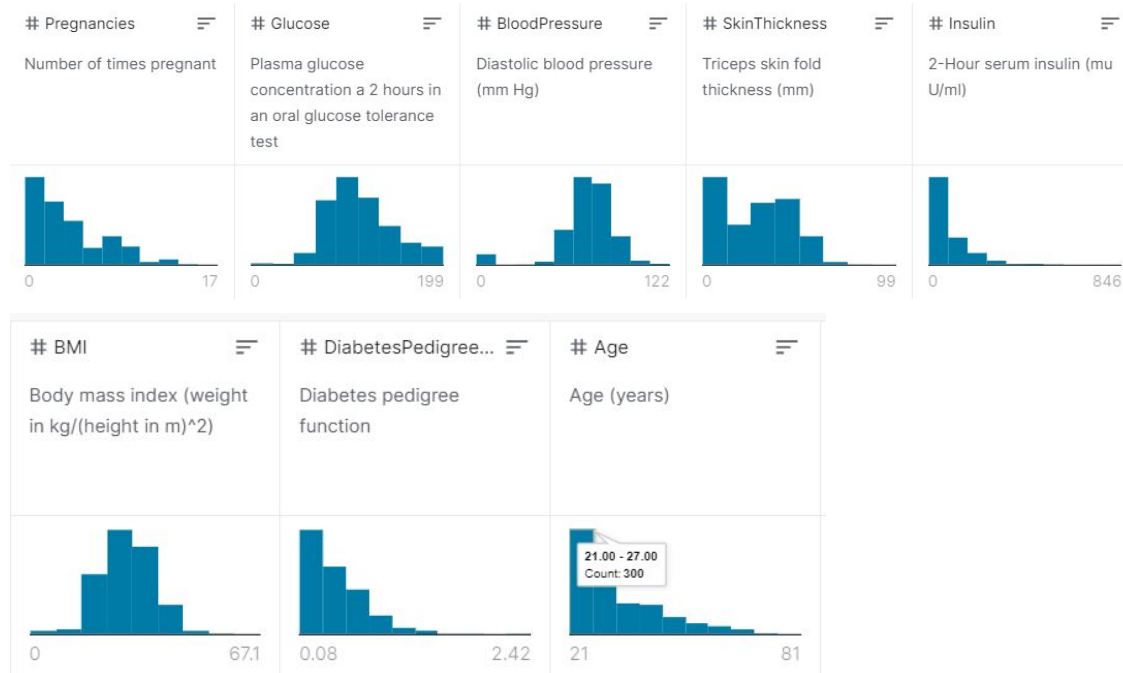 # Pregnancies
Number of times pregnant
0 17
# Glucose
Plasma glucose
concentration a 2 hours in
an oral glucose tolerance
test
0 199
# BloodPressure
Diastolic blood pressure
(mm Hg)
0 122
# SkinThickness
Triceps skin fold
thickness (mm)
0 99
# Insulin
2-Hour serum insulin (mu
U/ml)
0 846
# BMI
Body mass index (weight
in kg/(height in m)^2)
0 67.1
# DiabetesPedigree...
Diabetes pedigree
function
0.08 2.42
# Age
Age (years)
21.00 - 27.00
Count: 300
21 81